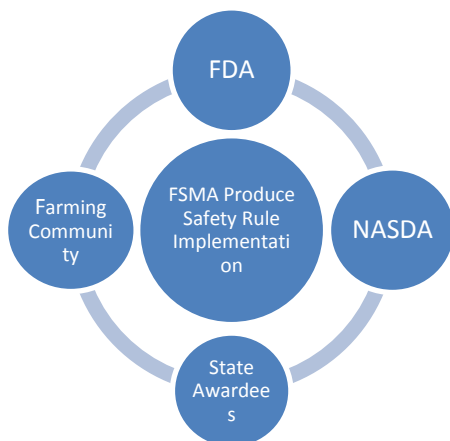 FDA
Farming
Communi
ty
FSMA Produce
Safety Rule
Implementati
on
NASDA
State
Awardee
s